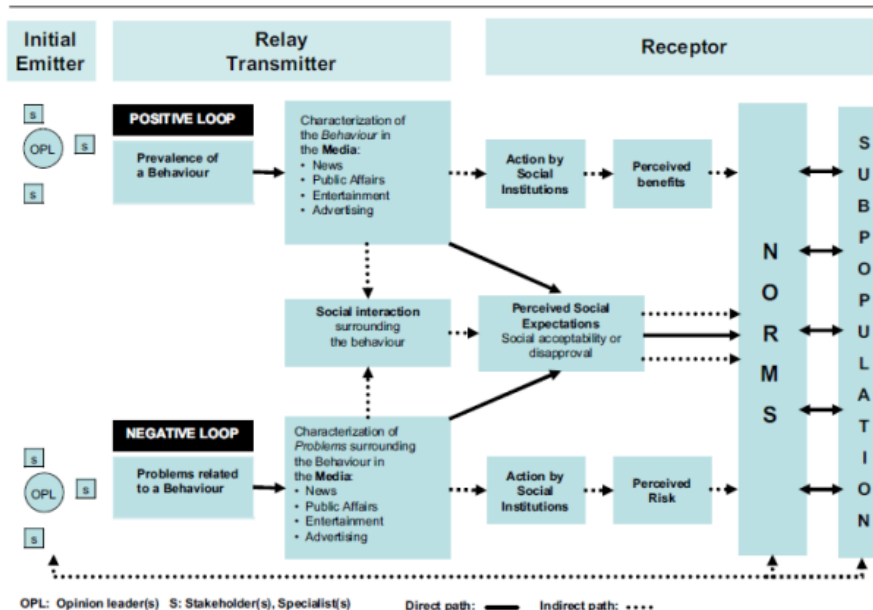 Initial
Emitter
Relay
Transmitter
Receptor
S
OPL
S
S
POSITIVE LOOP
Prevalence of
a Behaviour
Characterization of
the Behaviour in
the Media:
• News
• Public Affairs
• Entertainment
• Advertising
Action by
Social
Institutions
Perceived
benefits
Social interaction
surrounding
the behaviour
Perceived Social
Expectations
Social acceptability or
disapproval
NORMS
SUBPOPULATION
S
OPL
S
S
NEGATIVE LOOP
Problems related
to a Behaviour
Characterization of
Problems surrounding
the Behaviour in
the Media:
• News
• Public Affairs
• Entertainment
• Advertising
Action by
Social
Institutions
Perceived
Risk
OPL: Opinion leader(s) S: Stakeholder(s), Specialist(s) Direct path: Indirect path: